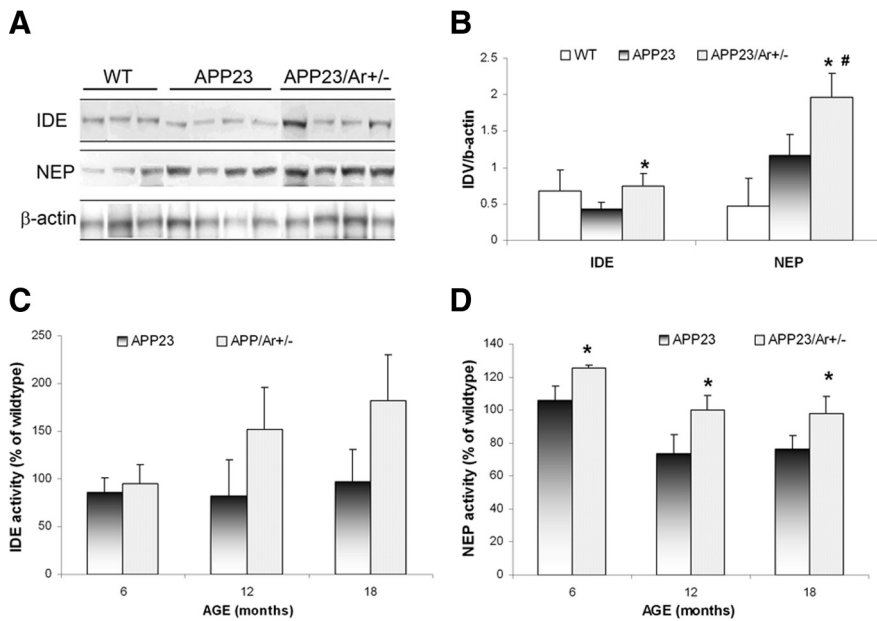 A
WT APP23 APP23/Ar+/-
IDE
NEP
β-actin
B
WT APP23 APP23/Ar+/-
2.5
2
1.5
1
0.5
0
IDV/b-actin
*
* #
IDE NEP
C
APP23 APP/Ar+/-
250
200
150
100
50
0
IDE activity (% of wildtype)
6 12 18
AGE (months)
D
APP23 APP23/Ar+/-
140
120
100
80
60
40
20
0
NEP activity (% of wildtype)
*
*
*
6 12 18
AGE (months)